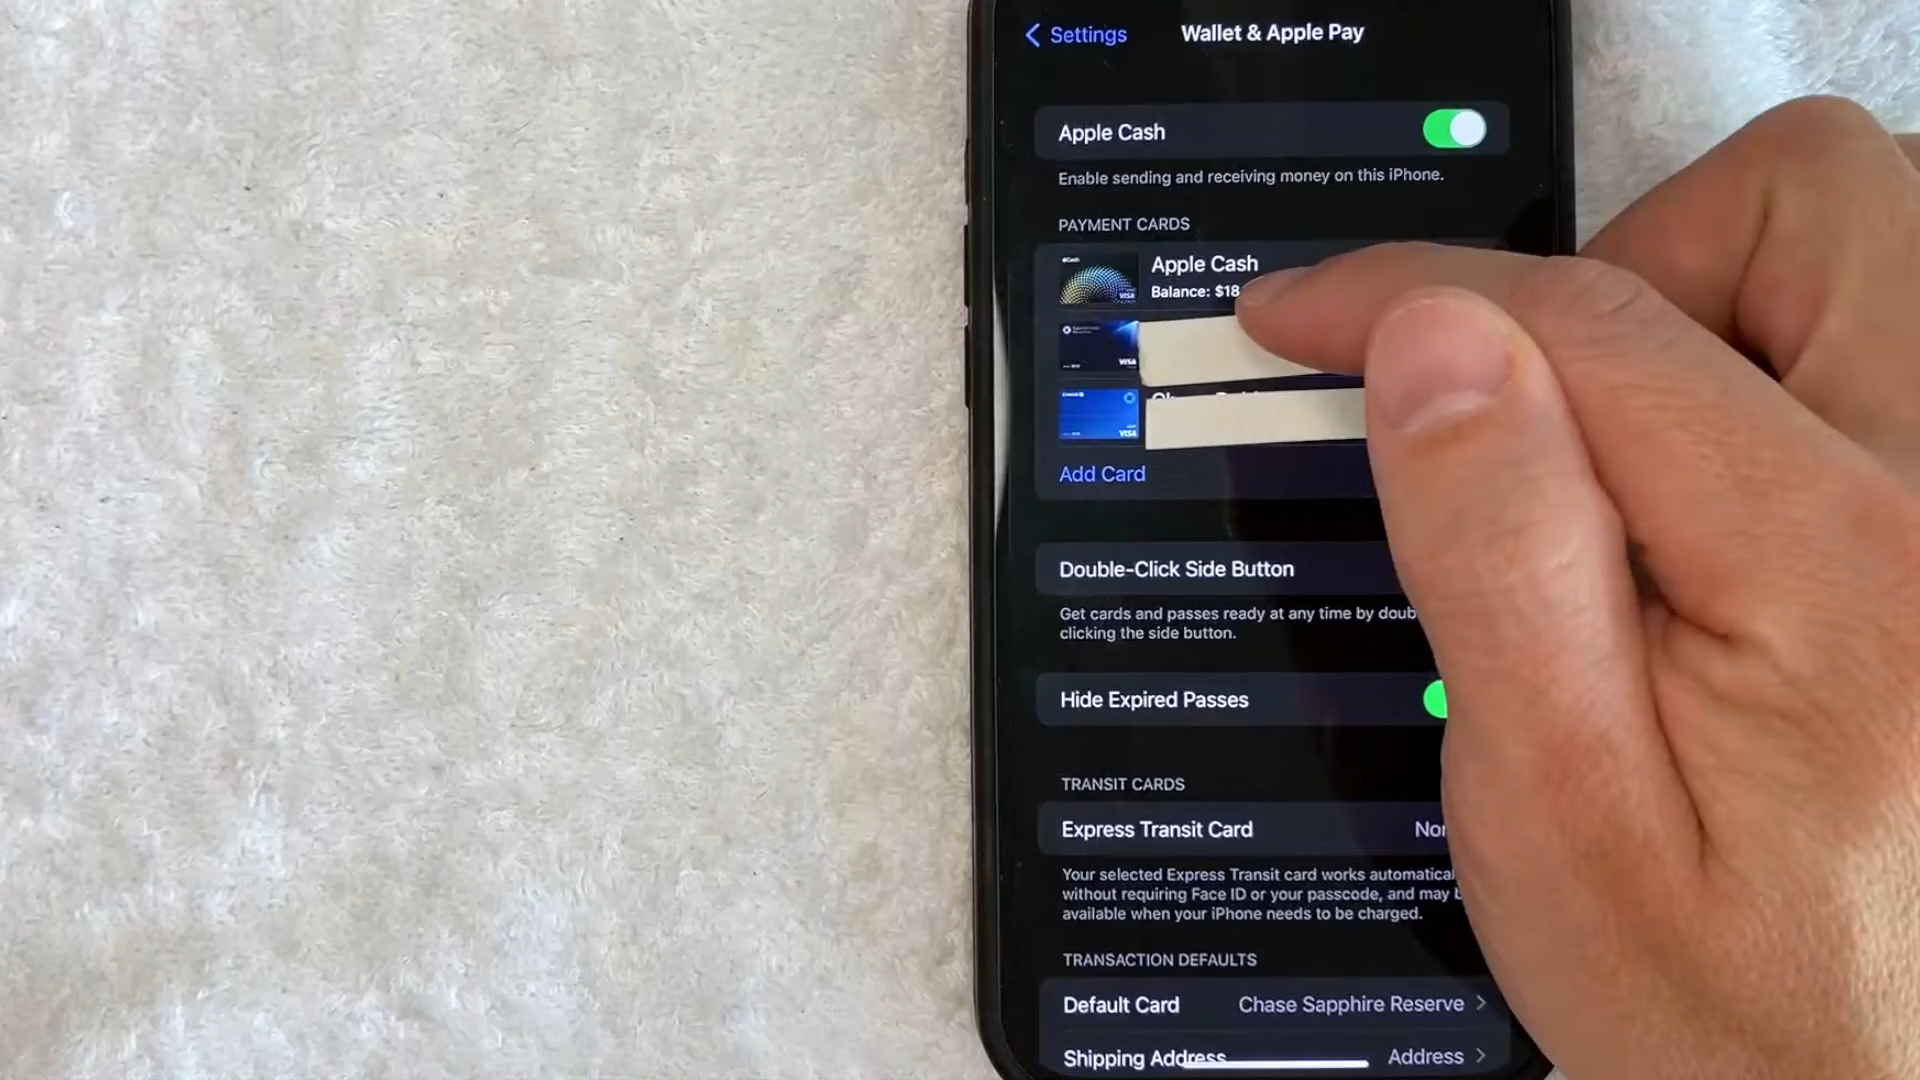 Settings
Wallet & Apple Pay
Apple Cash
Enable sending and receiving money on this iPhone.
PAYMENT CARDS
Apple Cash
Balance: $18
VISA
VISA
VISA
Add Card
Double-Click Side Button
Get cards and passes ready at any time by doub
clicking the side button.
Hide Expired Passes
TRANSIT CARDS
Express Transit Card
Your selected Express Transit card works automatical
without requiring Face ID or your passcode, and may
available when your iPhone needs to be charged.
TRANSACTION DEFAULTS
Default Card
Chase Sapphire Reserve
Shipping Address
Address